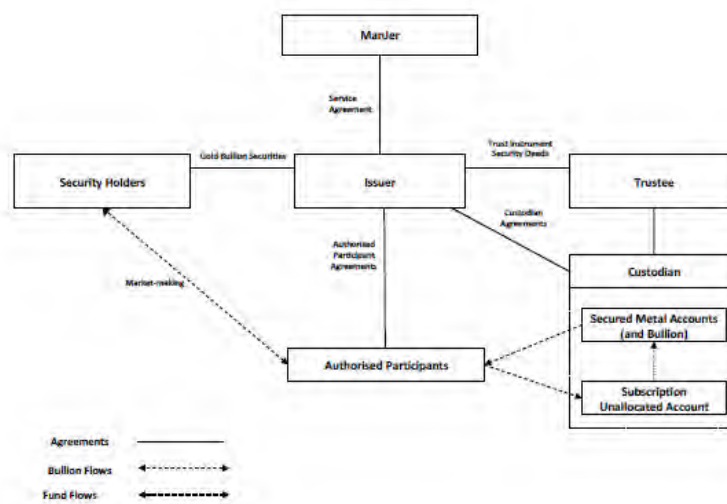 ManJer
Service
Agreement
Gold Bullion Securities
Trust Instrument
Security Deeds
Security Holders
Issuer
Trustee
Custodian
Agreements
Authorised
Participant
Agreements
Market-making
Custodian
Secured Metal Accounts
(and Bullion)
Authorised Participants
Subscription
Unallocated Account
Agreements
Bullion Flows
Fund Flows